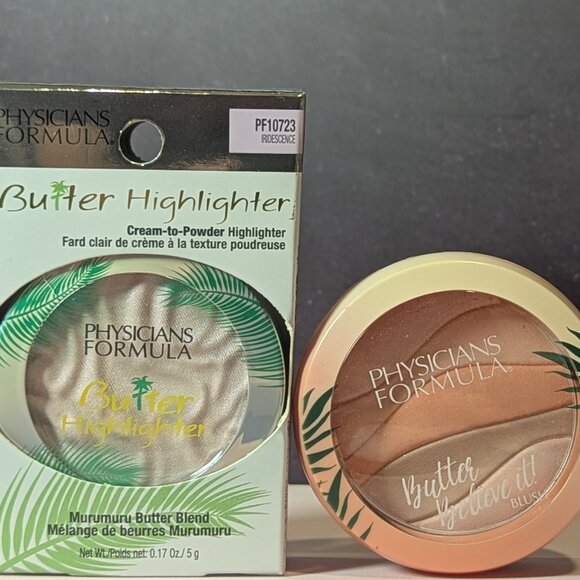 PHYSICIANS
FORMULA®
PF10723
IRIDESCENCE
Butter Highlighter
Cream-to-Powder Highlighter
Fard clair de crème à la texture poudreuse
PHYSICIANS
FORMULA
Butter
Highlighter
Murumuru Butter Blend
Mélange de beurres Murumuru
Net Wt./Poids net: 0.17 Oz./ 5 g
PHYSICIANS
FORMULA®
Butter
Believe it!
BLUSH